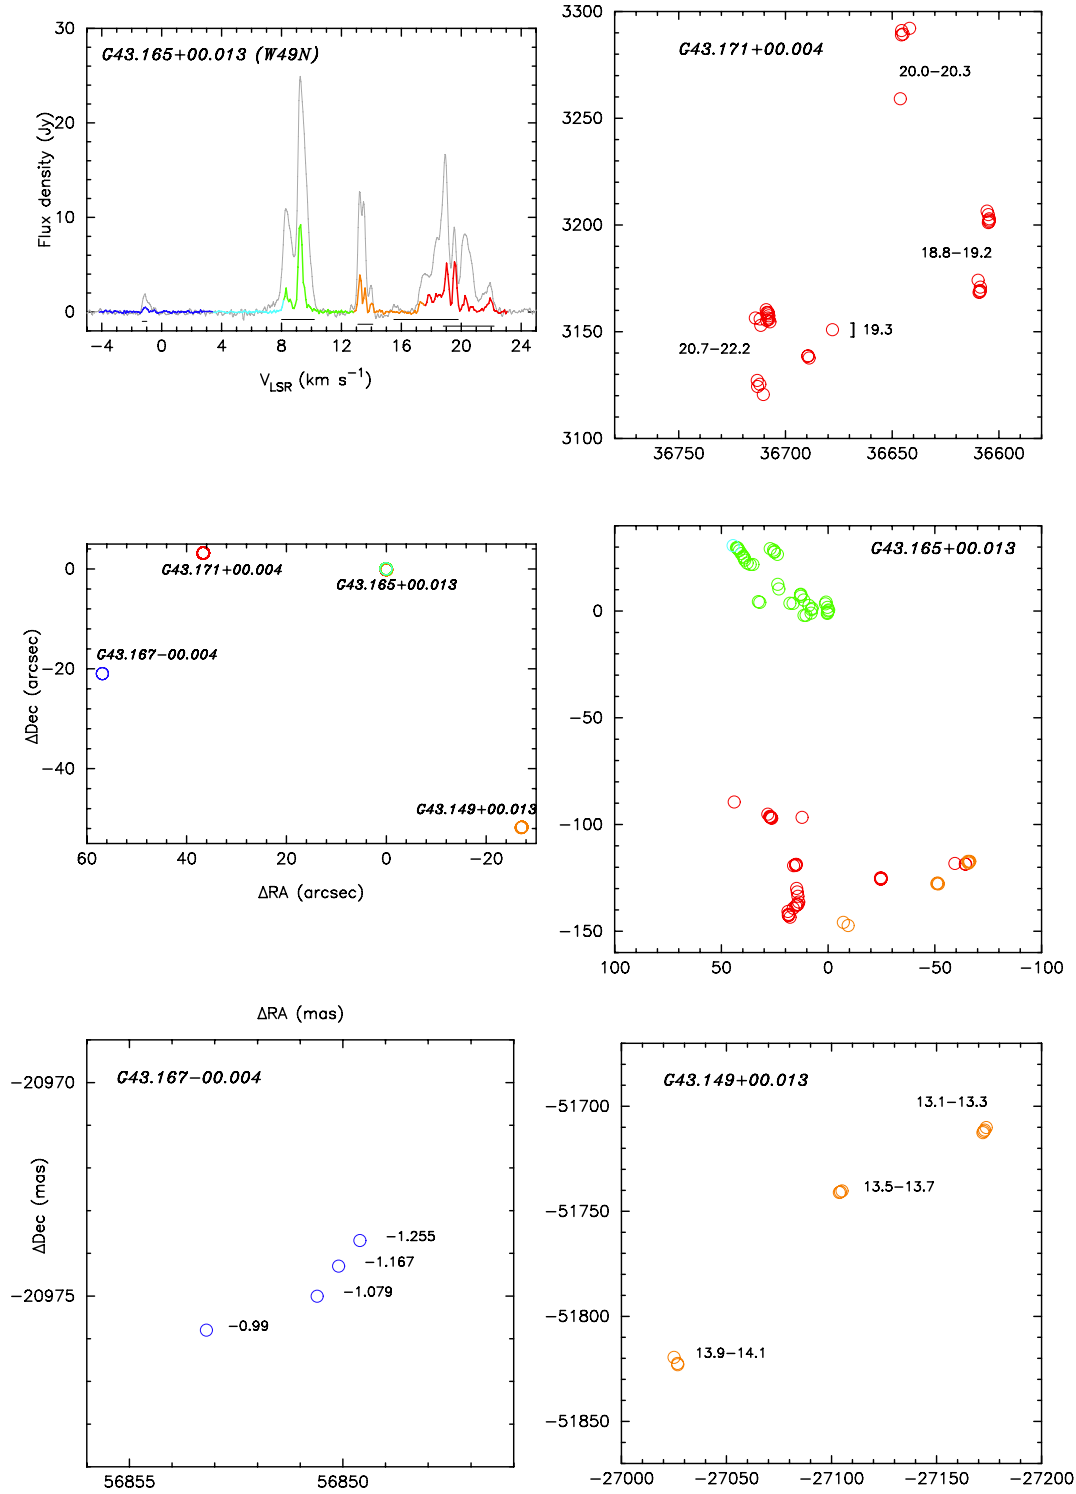 G43.165+00.013 (W49N)
30
20
10
0
Flux density (Jy)
−4 0 4 8 12 16 20 24
V_LSR (km s⁻¹)
G43.171+00.004
3300
3250
3200
3150
3100
20.0−20.3
18.8−19.2
] 19.3
20.7−22.2
36750 36700 36650 36600
0
−20
−40
ΔDec (arcsec)
G43.171+00.004
G43.165+00.013
G43.167−00.004
G43.149+00.013
60 40 20 0 −20
ΔRA (arcsec)
G43.165+00.013
0
−50
−100
−150
100 50 0 −50 −100
ΔRA (mas)
G43.167−00.004
−20970
−20975
ΔDec (mas)
−1.255
−1.167
−1.079
−0.99
56855 56850
G43.149+00.013
−51700
−51750
−51800
−51850
13.1−13.3
13.5−13.7
13.9−14.1
−27000 −27050 −27100 −27150 −27200